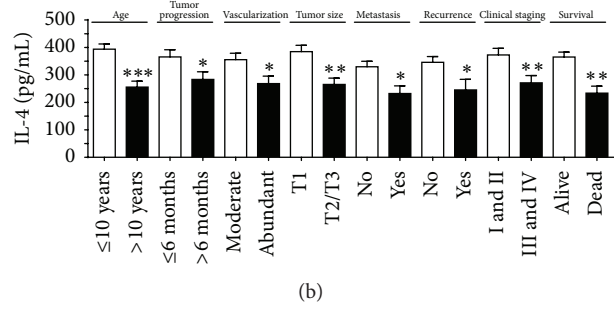 Age Tumor progression Vascularization Tumor size Metastasis Recurrence Clinical staging Survival
IL-4 (pg/mL)
500
400
300
200
100
0
*** * * ** * * ** **
≤10 years
>10 years
≤6 months
>6 months
Moderate
Abundant
T1
T2/T3
No
Yes
No
Yes
I and II
III and IV
Alive
Dead
(b)